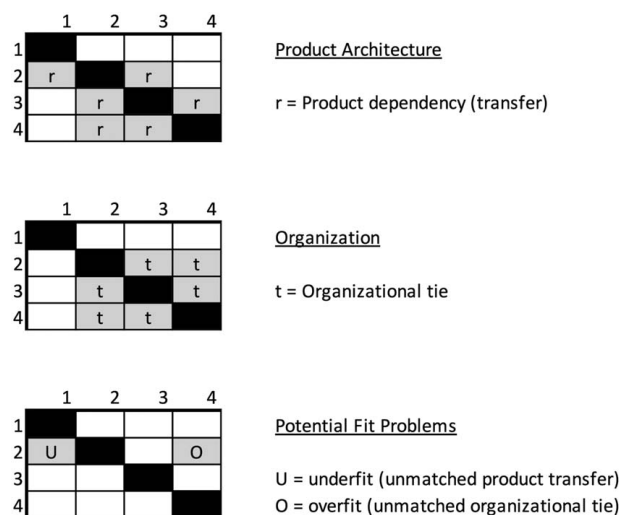 1 2 3 4
1
2 r r
3 r r
4 r r
Product Architecture
r = Product dependency (transfer)
1 2 3 4
1
2 t t
3 t t
4 t t
Organization
t = Organizational tie
1 2 3 4
1
2 U O
3
4
Potential Fit Problems
U = underfit (unmatched product transfer)
O = overfit (unmatched organizational tie)